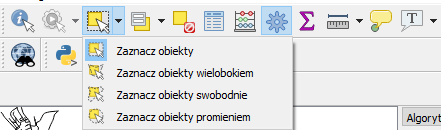 Zaznacz obiekty
Zaznacz obiekty wielobokiem
Zaznacz obiekty swobodnie
Zaznacz obiekty promieniem
Algoryt